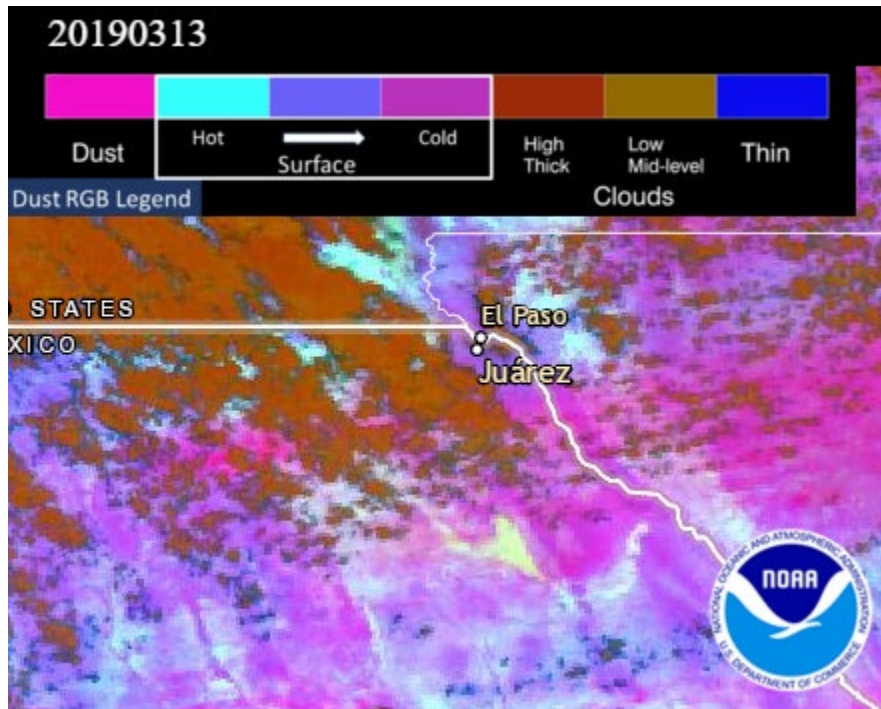 20190313
Dust
Hot
Cold
Surface
High
Thick
Low
Mid-level
Thin
Clouds
Dust RGB Legend
STATES
XICO
El Paso
Juárez
NATIONAL OCEANIC AND ATMOSPHERIC ADMINISTRATION
NOAA
U.S. DEPARTMENT OF COMMERCE